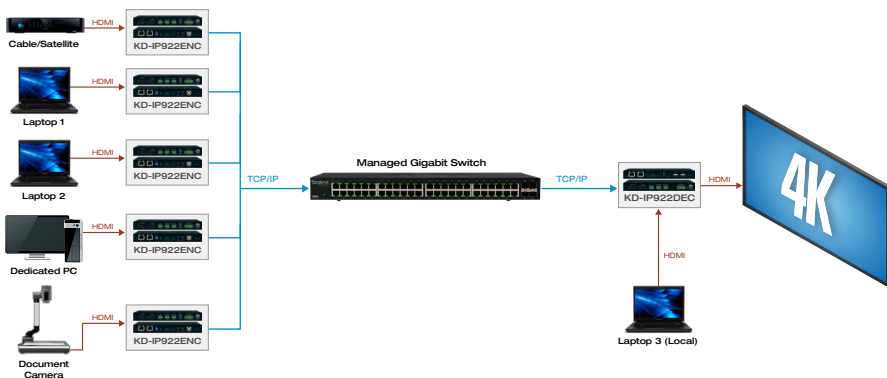 HDMI
Cable/Satellite
KD-IP922ENC
HDMI
Laptop 1
KD-IP922ENC
HDMI
Laptop 2
KD-IP922ENC
TCP/IP
Managed Gigabit Switch
TCP/IP
KD-IP922DEC
HDMI
4K
HDMI
Dedicated PC
KD-IP922ENC
HDMI
Laptop 3 (Local)
HDMI
KD-IP922ENC
Document
Camera